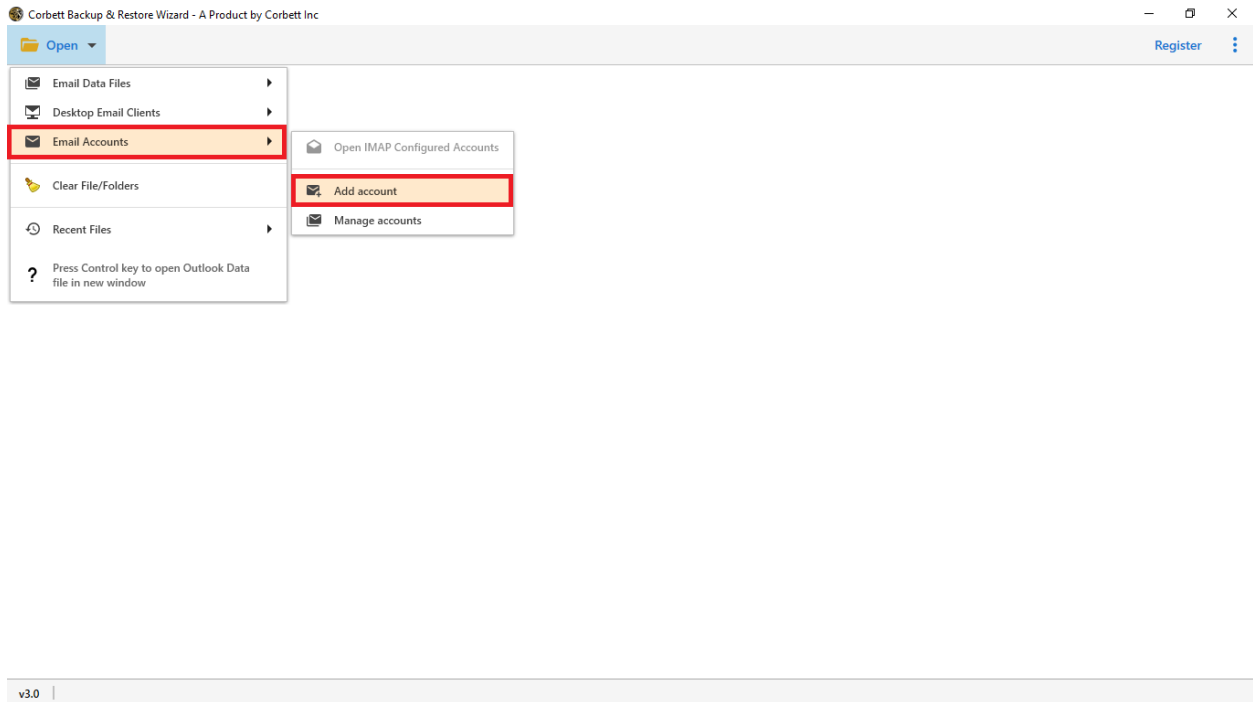 Corbett Backup & Restore Wizard - A Product by Corbett Inc
Open
Register
Email Data Files
Desktop Email Clients
Email Accounts
Open IMAP Configured Accounts
Clear File/Folders
Add account
Manage accounts
Recent Files
? Press Control key to open Outlook Data
file in new window
v3.0